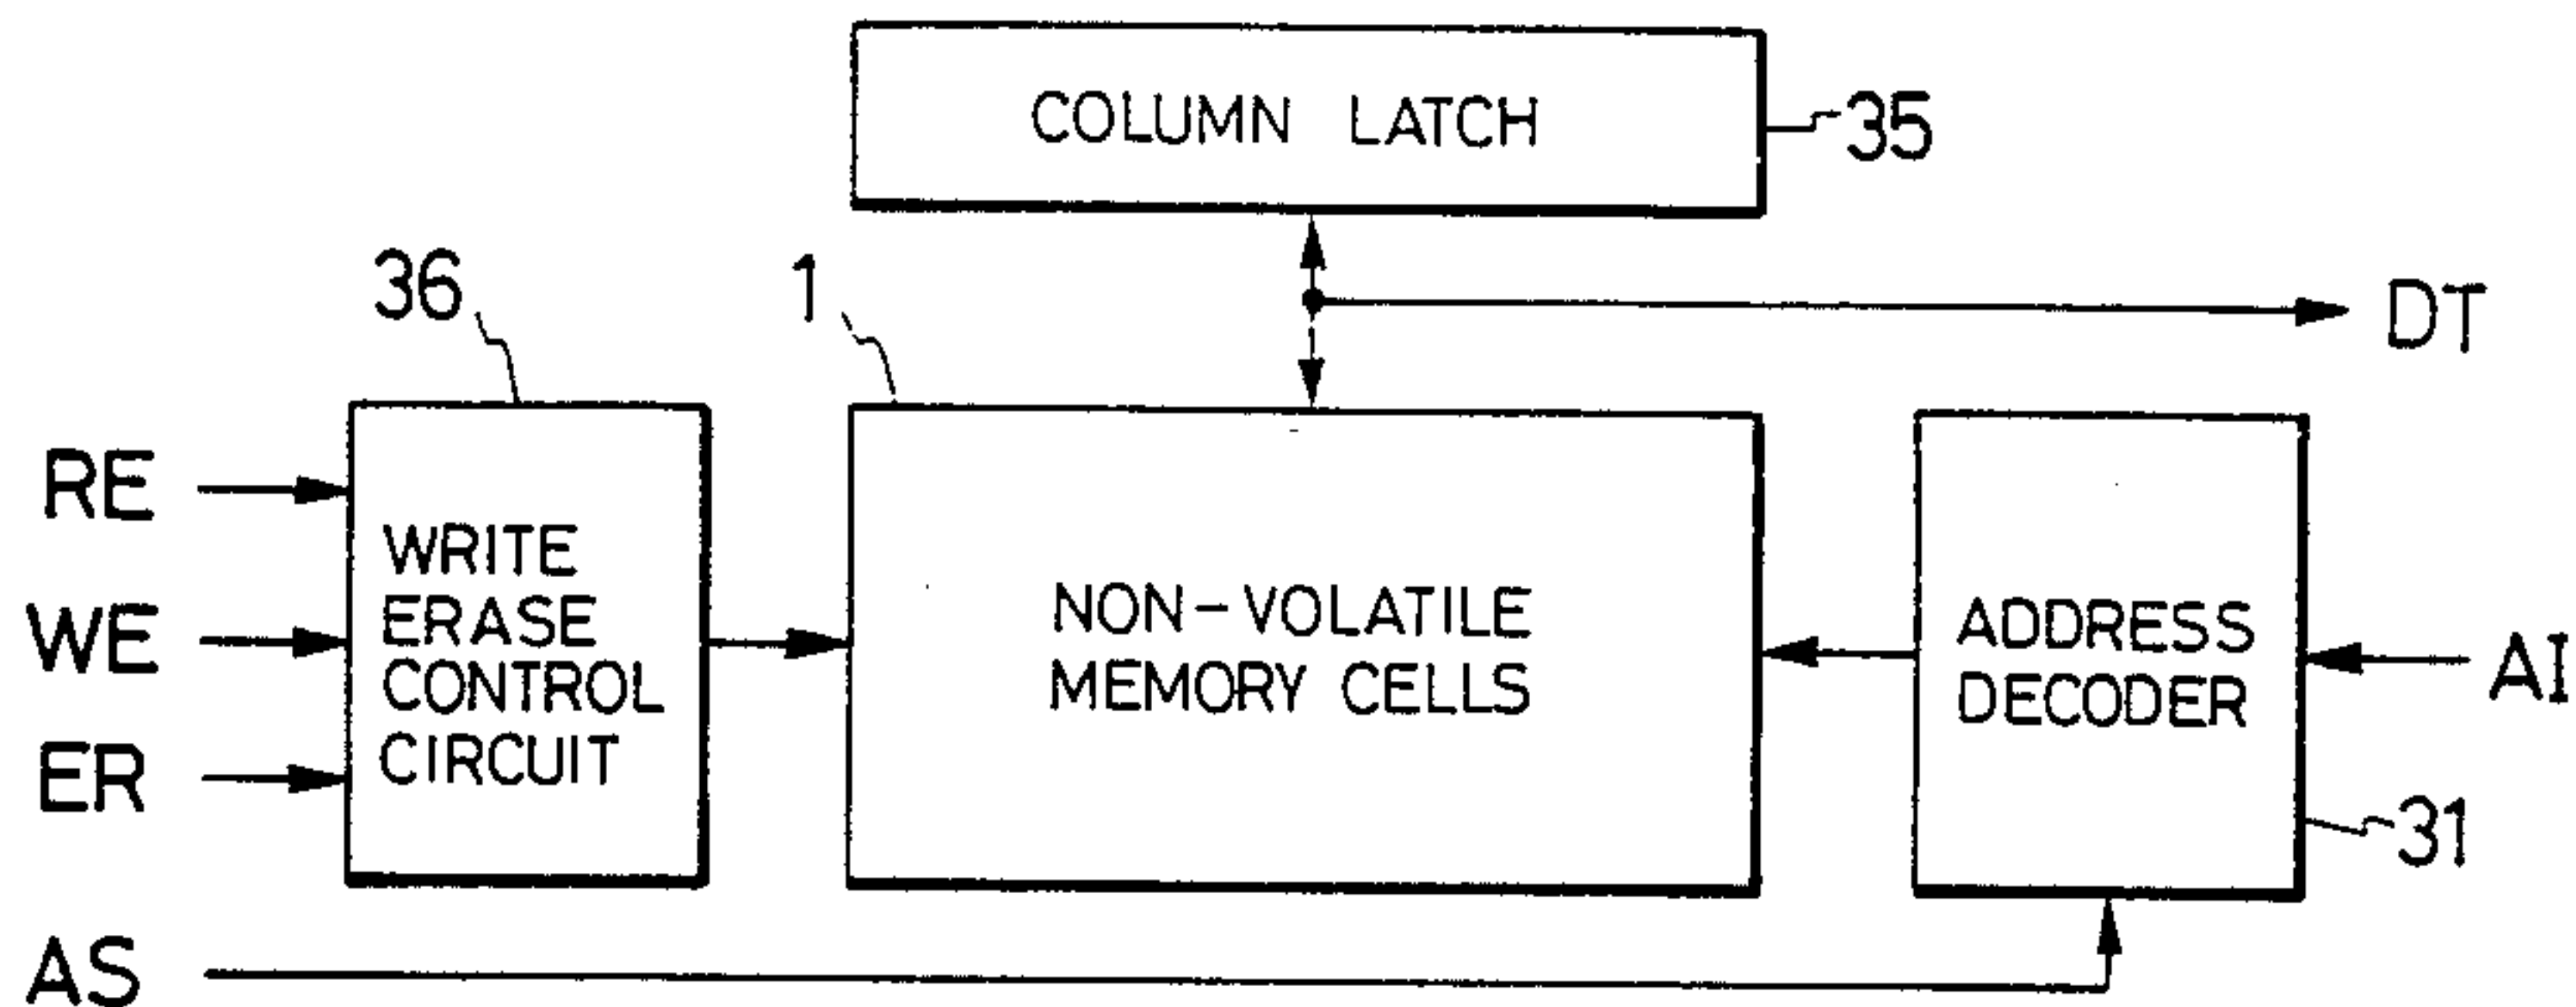 COLUMN LATCH
35
36
1
DT
RE
WE
ER
AS
WRITE
ERASE
CONTROL
CIRCUIT
NON-VOLATILE
MEMORY CELLS
ADDRESS
DECODER
AI
31